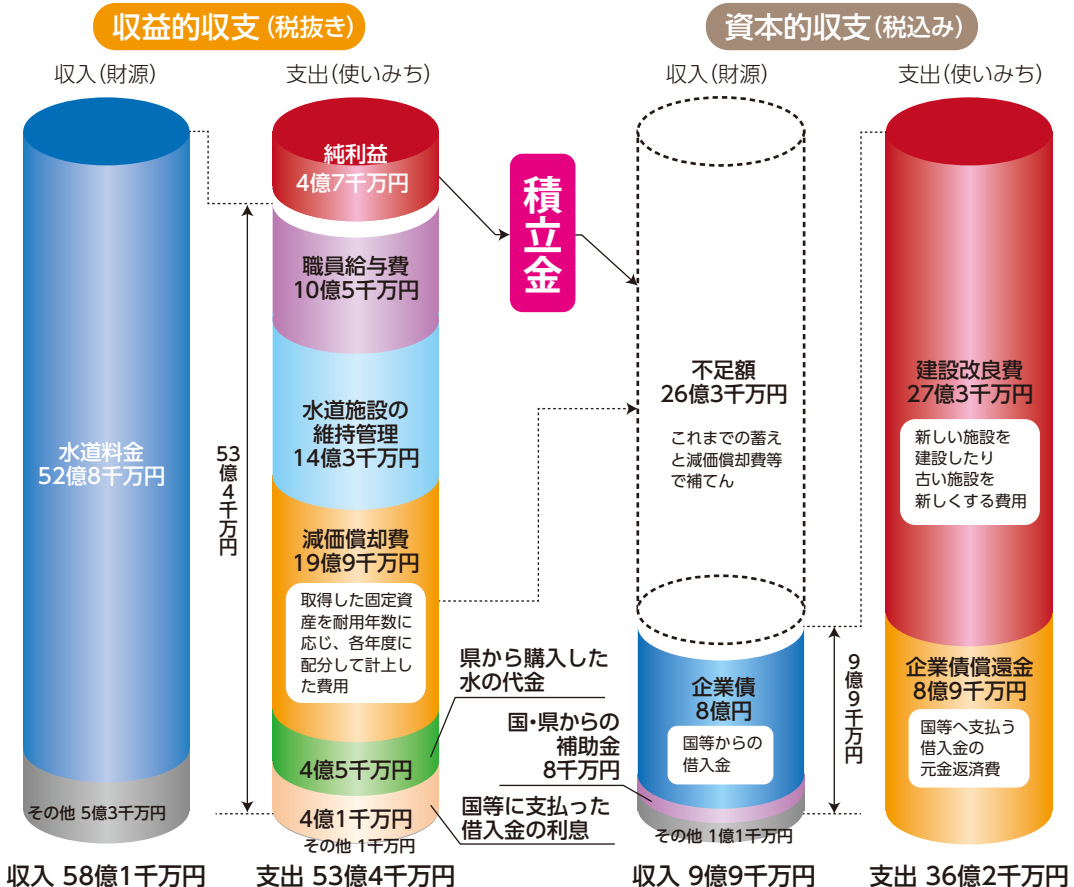 収益的収支（税抜き）
収入（財源）
支出（使いみち）
水道料金
52億8千万円
その他 5億3千万円
収入 58億1千万円
純利益
4億7千万円
53億4千万円
職員給与費
10億5千万円
水道施設の
維持管理
14億3千万円
減価償却費
19億9千万円
取得した固定資
産を耐用年数に
応じ、各年度に
配分して計上し
た費用
県から購入した
水の代金
4億5千万円
国等に支払った
借入金の利息
4億1千万円
その他 1千万円
支出 53億4千万円
積立金
資本的収支（税込み）
収入（財源）
支出（使いみち）
不足額
26億3千万円
これまでの蓄え
と減価償却費等
で補てん
企業債
8億円
国等からの
借入金
国・県からの
補助金
8千万円
その他 1億1千万円
収入 9億9千万円
9億9千万円
建設改良費
27億3千万円
新しい施設を
建設したり
古い施設を
新しくする費用
企業債償還金
8億9千万円
国等へ支払う
借入金の
元金返済費
支出 36億2千万円